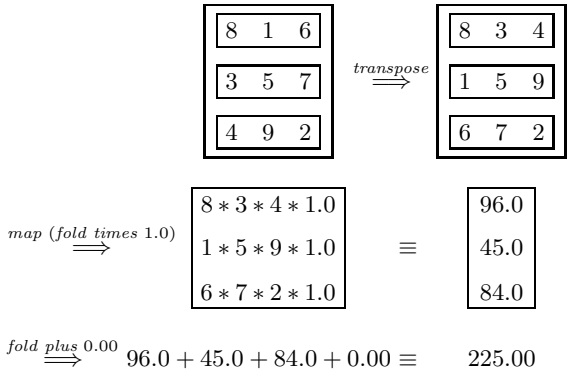 8 1 6 8 3 4
transpose
⟹
3 5 7 1 5 9
4 9 2 6 7 2
8 ∗ 3 ∗ 4 ∗ 1.0 96.0
map (fold times 1.0)
⟹ 1 ∗ 5 ∗ 9 ∗ 1.0 ≡ 45.0
6 ∗ 7 ∗ 2 ∗ 1.0 84.0
fold plus 0.00
⟹ 96.0 + 45.0 + 84.0 + 0.00 ≡ 225.00